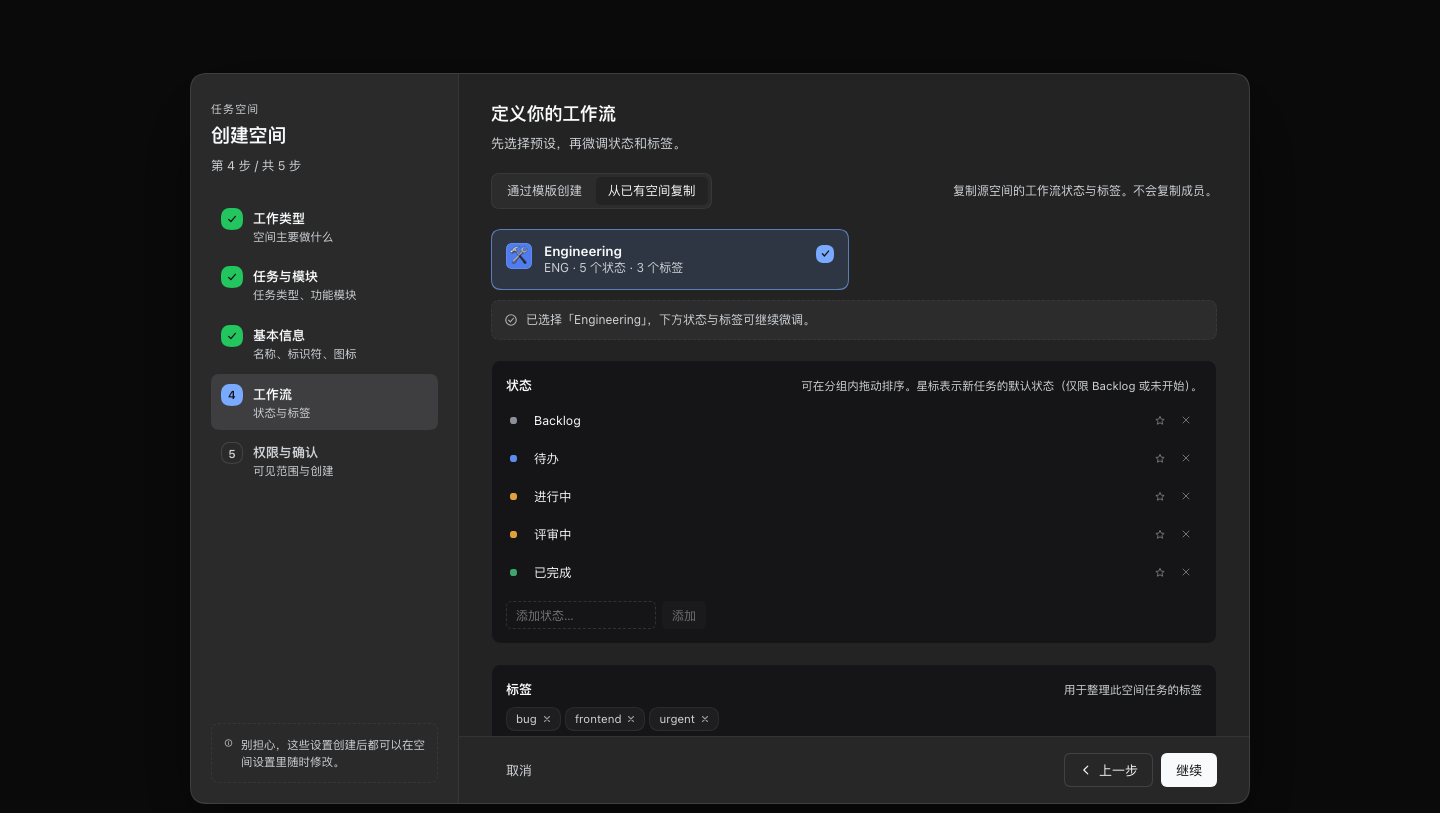 任务空间
创建空间
第 4 步 / 共 5 步
工作类型
空间主要做什么
任务与模块
任务类型、功能模块
基本信息
名称、标识符、图标
4
工作流
状态与标签
5
权限与确认
可见范围与创建
别担心，这些设置创建后都可以在空
间设置里随时修改。
定义你的工作流
先选择预设，再微调状态和标签。
通过模版创建
从已有空间复制
复制源空间的工作流状态与标签。不会复制成员。
Engineering
ENG · 5 个状态 · 3 个标签
已选择「Engineering」，下方状态与标签可继续微调。
状态
可在分组内拖动排序。星标表示新任务的默认状态（仅限 Backlog 或未开始）。
Backlog
待办
进行中
评审中
已完成
添加状态...
添加
标签
用于整理此空间任务的标签
bug
frontend
urgent
取消
上一步
继续